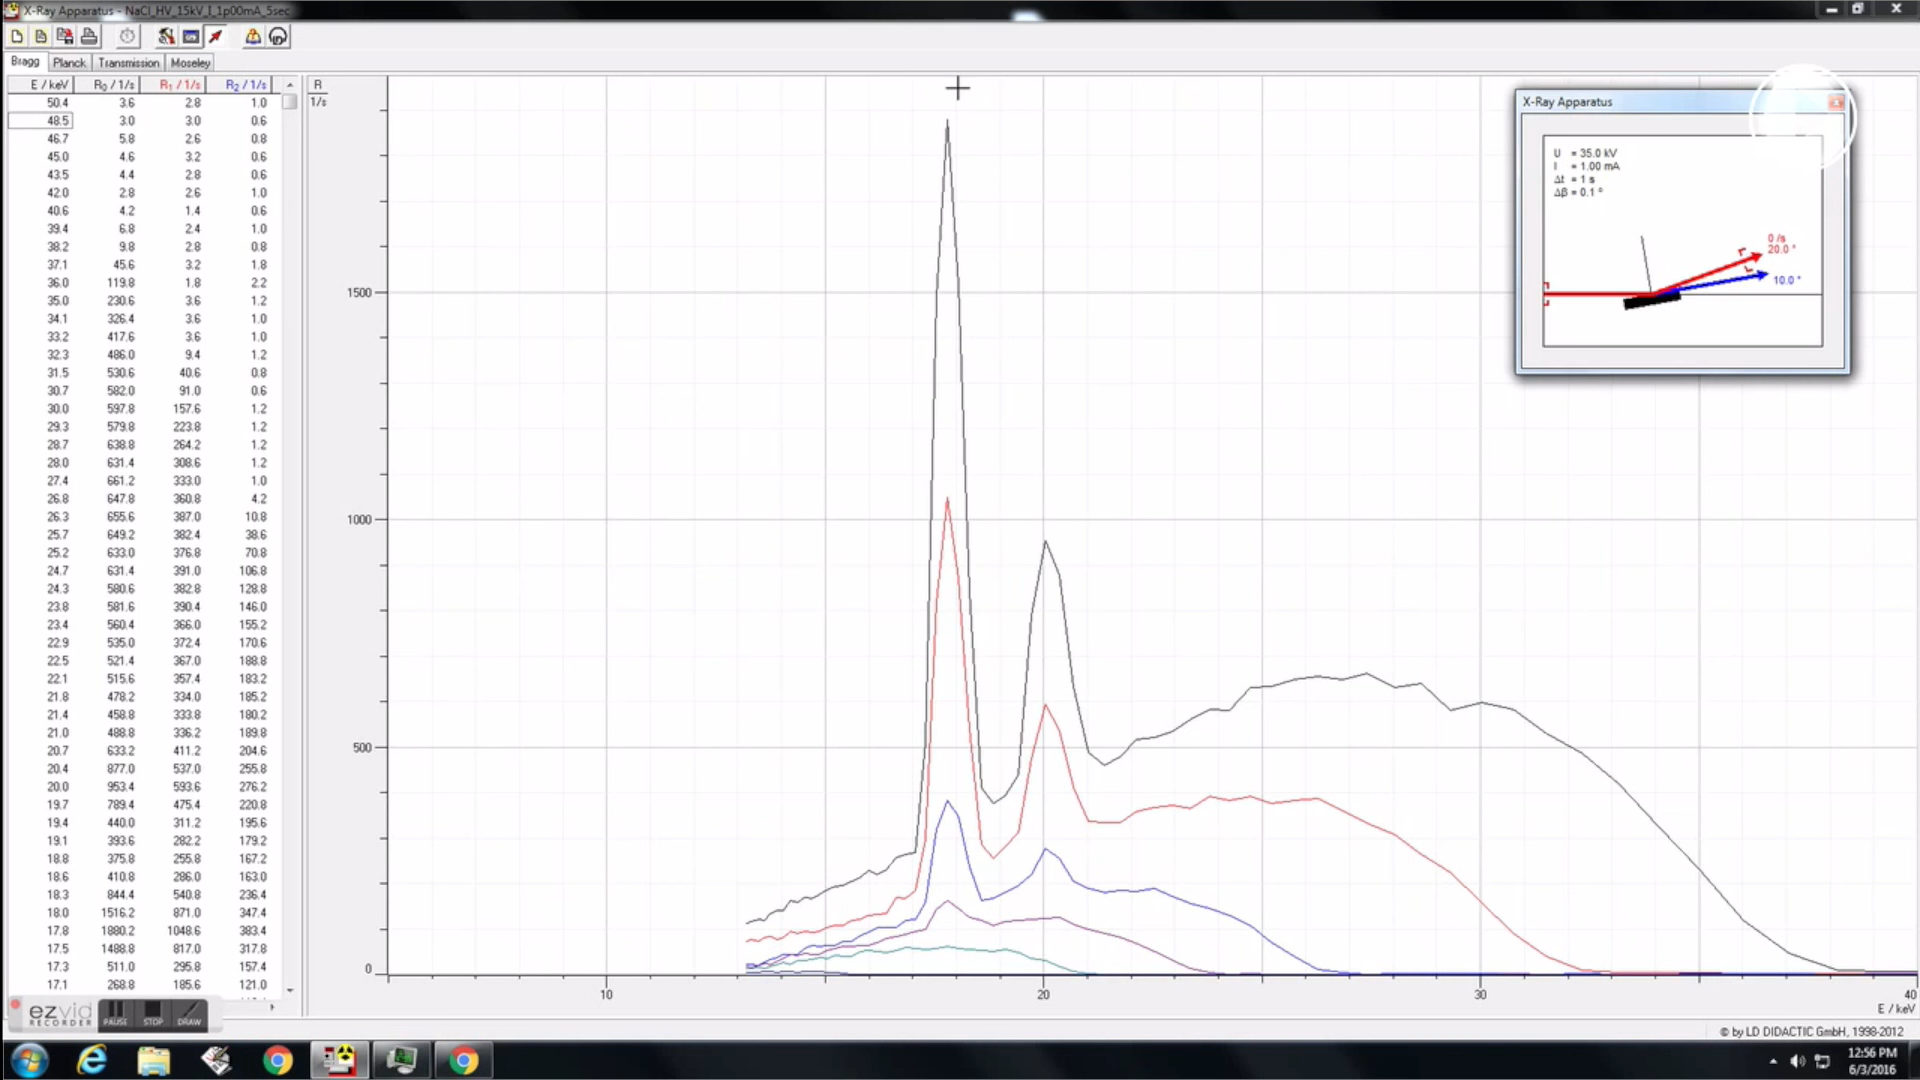 X-Ray Apparatus - NaCl_HV_15kV_I_1p00mA_5sec
Bragg Planck Transmission Moseley
E / keV R0 / 1/s R1 / 1/s R2 / 1/s
50.4 3.6 2.8 1.0
48.5 3.0 3.0 0.6
46.7 5.8 2.6 0.8
45.0 4.6 3.2 0.6
43.5 4.4 2.8 0.6
42.0 2.8 2.6 1.0
40.6 4.2 1.4 0.6
39.4 6.8 2.4 1.0
38.2 9.8 2.8 0.8
37.1 45.6 3.2 1.8
36.0 119.8 1.8 2.2
35.0 230.6 3.6 1.2
34.1 326.4 3.6 1.0
33.2 417.6 3.6 1.0
32.3 486.0 9.4 1.2
31.5 530.6 40.6 0.8
30.7 582.0 91.0 0.6
30.0 597.8 157.6 1.2
29.3 579.8 223.8 1.2
28.7 638.8 264.2 1.2
28.0 631.4 308.6 1.2
27.4 661.2 333.0 1.0
26.8 647.8 360.8 4.2
26.3 655.6 387.0 10.8
25.7 649.2 382.4 38.6
25.2 633.0 376.8 70.8
24.7 631.4 391.0 106.8
24.3 580.6 382.8 128.8
23.8 581.6 390.4 146.0
23.4 560.4 366.0 155.2
22.9 535.0 372.4 170.6
22.5 521.4 367.0 188.8
22.1 515.6 357.4 183.2
21.8 478.2 334.0 185.2
21.4 458.8 333.8 180.2
21.0 488.8 336.2 189.8
20.7 633.2 411.2 204.6
20.4 877.0 537.0 255.8
20.0 953.4 593.6 276.2
19.7 789.4 475.4 220.8
19.4 440.0 311.2 195.6
19.1 393.6 282.2 179.2
18.8 375.8 255.8 167.2
18.6 410.8 286.0 163.0
18.3 844.4 540.8 236.4
18.0 1516.2 871.0 347.4
17.8 1880.2 1048.6 383.4
17.5 1488.8 817.0 317.8
17.3 511.0 295.8 157.4
17.1 268.8 185.6 121.0
R
1/s
1500
1000
500
0
10 20 30 40
E / keV
X-Ray Apparatus
U = 35.0 kV
I = 1.00 mA
Δt = 1 s
Δβ = 0.1 °
0 /s
20.0 °
10.0 °
ezvid
RECORDER
PAUSE STOP DRAW
© by LD DIDACTIC GmbH, 1998-2012
12:56 PM
6/3/2016